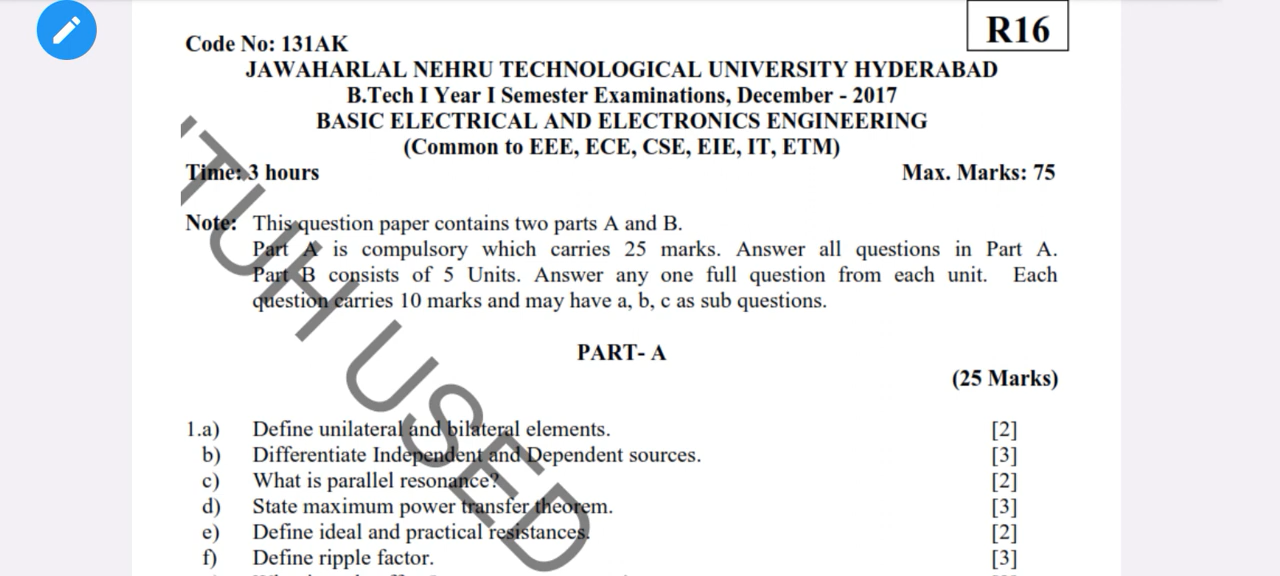 R16
Code No: 131AK
JAWAHARLAL NEHRU TECHNOLOGICAL UNIVERSITY HYDERABAD
B.Tech I Year I Semester Examinations, December - 2017
BASIC ELECTRICAL AND ELECTRONICS ENGINEERING
(Common to EEE, ECE, CSE, EIE, IT, ETM)
Time: 3 hours Max. Marks: 75
Note: This question paper contains two parts A and B.
Part A is compulsory which carries 25 marks. Answer all questions in Part A.
Part B consists of 5 Units. Answer any one full question from each unit. Each
question carries 10 marks and may have a, b, c as sub questions.
PART- A
(25 Marks)
1.a) Define unilateral and bilateral elements. [2]
b) Differentiate Independent and Dependent sources. [3]
c) What is parallel resonance? [2]
d) State maximum power transfer theorem. [3]
e) Define ideal and practical resistances. [2]
f) Define ripple factor. [3]
TUH USED